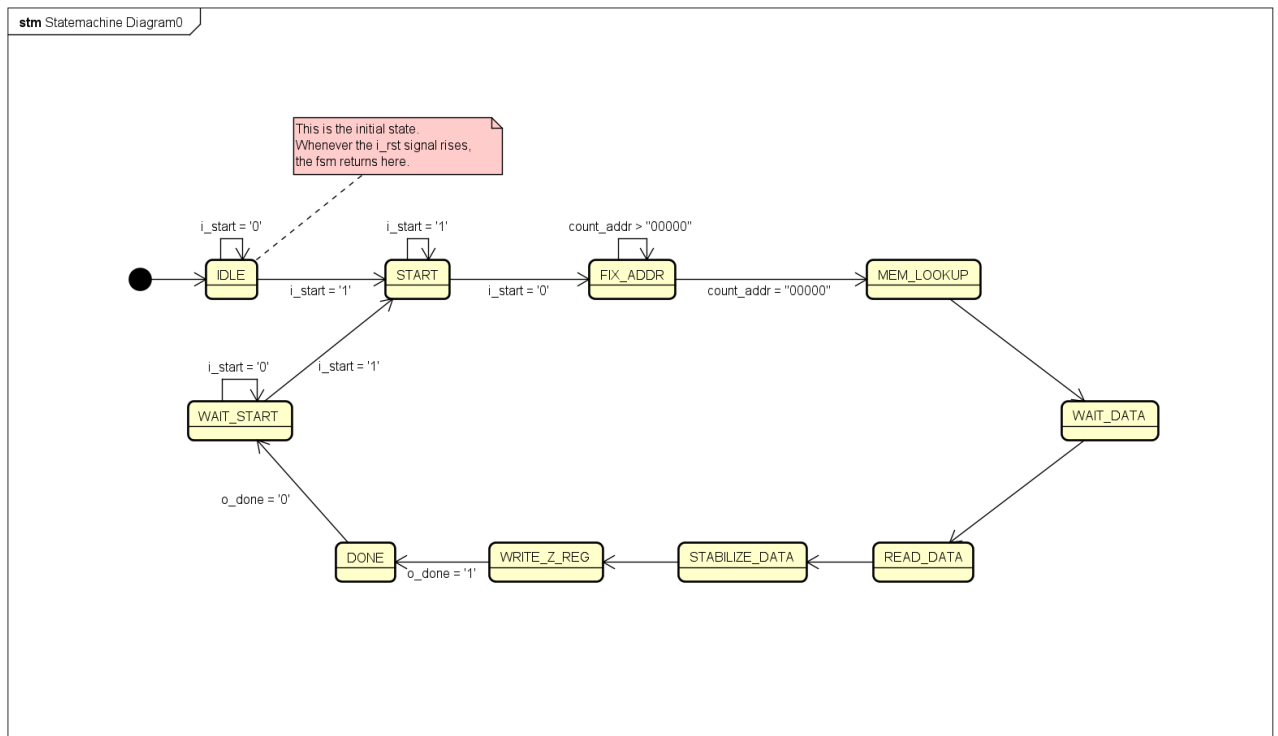 stm Statemachine Diagram0
This is the initial state.
Whenever the i_rst signal rises,
the fsm returns here.
i_start = '0'
i_start = '1'
count_addr > "00000"
IDLE
START
FIX_ADDR
MEM_LOOKUP
i_start = '1'
i_start = '0'
count_addr = "00000"
i_start = '0'
i_start = '1'
WAIT_START
WAIT_DATA
o_done = '0'
DONE
WRITE_Z_REG
STABILIZE_DATA
READ_DATA
o_done = '1'